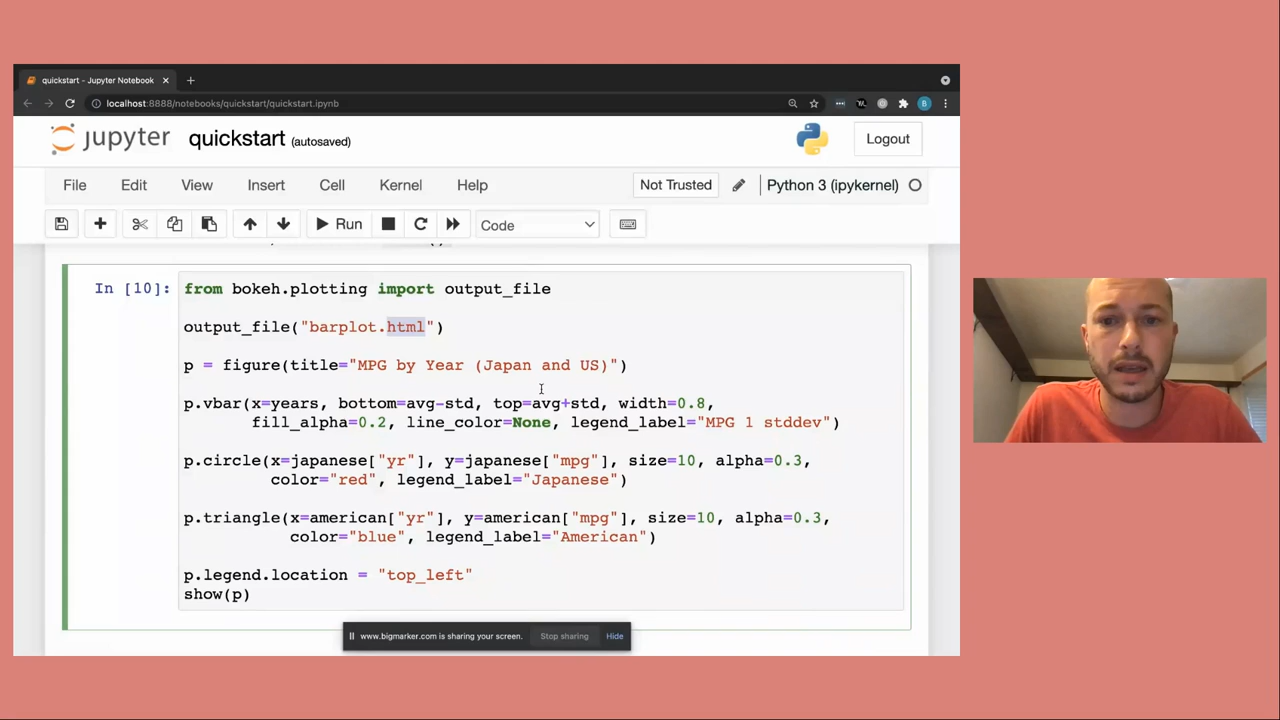 quickstart - Jupyter Notebook
localhost:8888/notebooks/quickstart/quickstart.ipynb
B
jupyter quickstart (autosaved)
Logout
File Edit View Insert Cell Kernel Help
Not Trusted
Python 3 (ipykernel)
Run
Code
In [10]:
from bokeh.plotting import output_file
output_file("barplot.html")
p = figure(title="MPG by Year (Japan and US)")
p.vbar(x=years, bottom=avg-std, top=avg+std, width=0.8,
fill_alpha=0.2, line_color=None, legend_label="MPG 1 stddev")
p.circle(x=japanese["yr"], y=japanese["mpg"], size=10, alpha=0.3,
color="red", legend_label="Japanese")
p.triangle(x=american["yr"], y=american["mpg"], size=10, alpha=0.3,
color="blue", legend_label="American")
p.legend.location = "top_left"
show(p)
www.bigmarker.com is sharing your screen. Stop sharing Hide